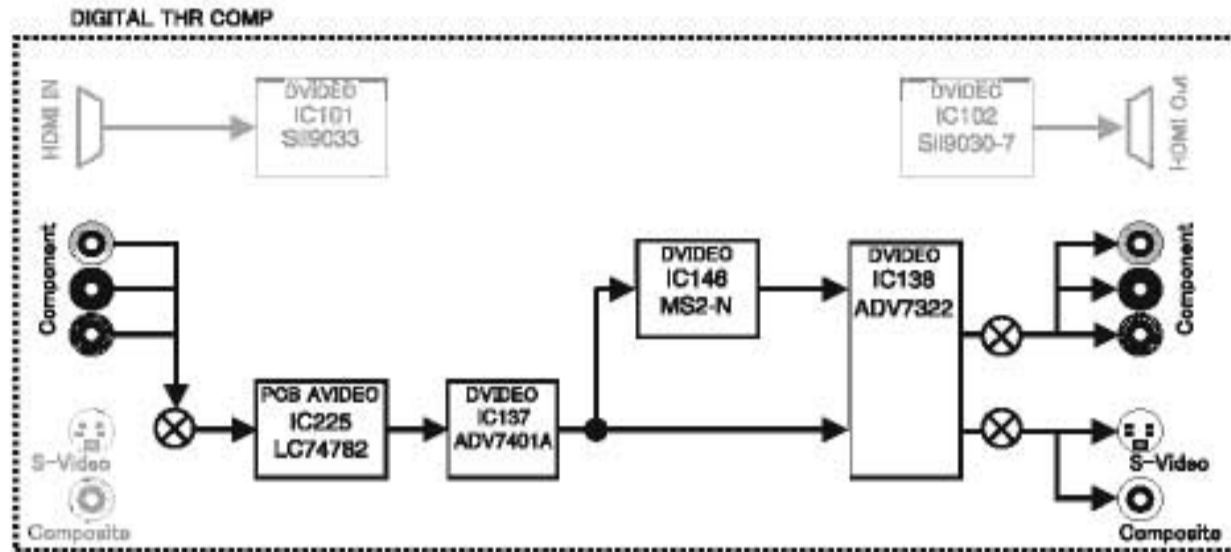 DIGITAL THR COMP
HDMI IN
DVIDEO
IC101
SII9033
DVIDEO
IC102
SII9030-7
HDMI Out
Component
DVIDEO
IC146
MS2-N
DVIDEO
IC138
ADV7322
Component
PCB AVIDEO
IC225
LC74782
DVIDEO
IC137
ADV7401A
S-Video
Composite
S-Video
Composite